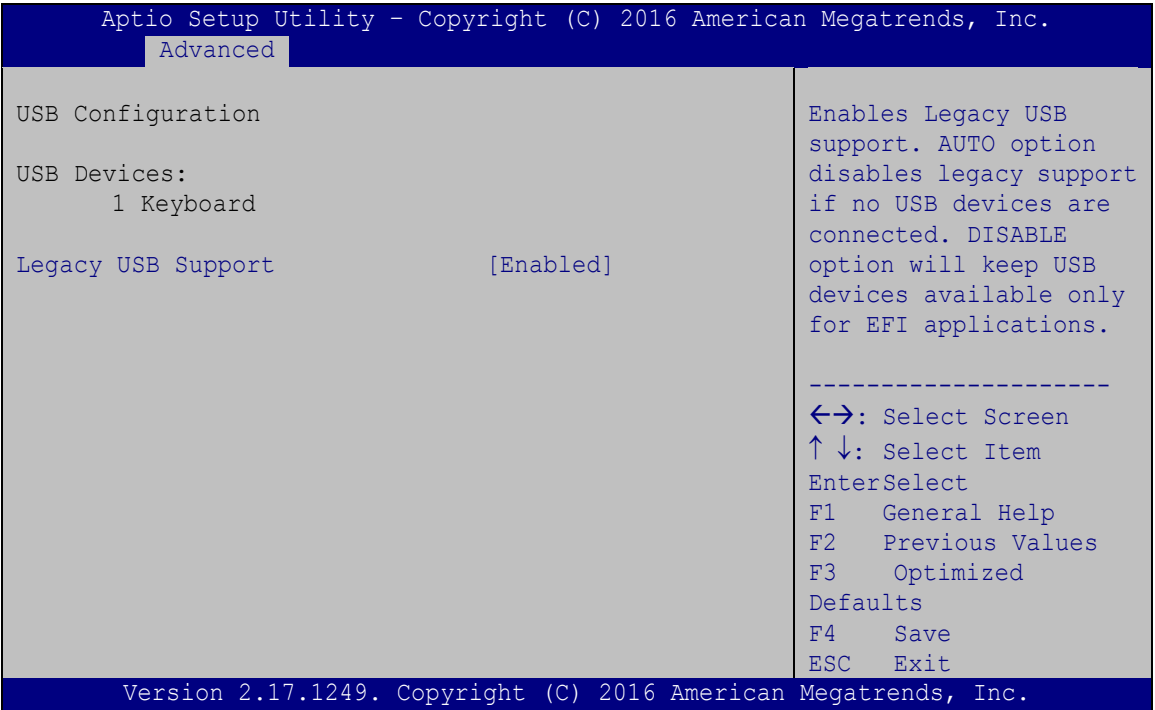 Aptio Setup Utility – Copyright (C) 2016 American Megatrends, Inc.
Advanced
USB Configuration
USB Devices:
1 Keyboard
Legacy USB Support [Enabled]
Enables Legacy USB
support. AUTO option
disables legacy support
if no USB devices are
connected. DISABLE
option will keep USB
devices available only
for EFI applications.
---------------------
←→: Select Screen
↑ ↓: Select Item
EnterSelect
F1 General Help
F2 Previous Values
F3 Optimized
Defaults
F4 Save
ESC Exit
Version 2.17.1249. Copyright (C) 2016 American Megatrends, Inc.